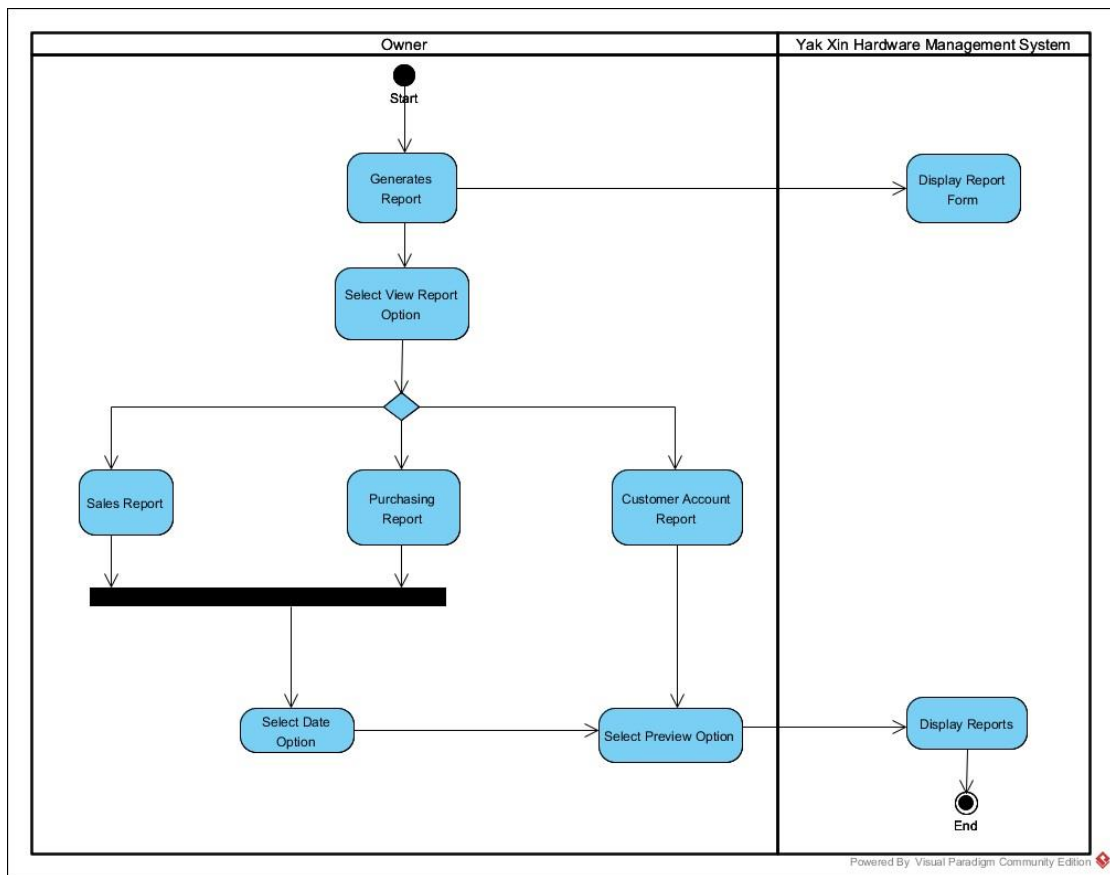 Owner
Yak Xin Hardware Management System
Start
Generates
Report
Display Report
Form
Select View Report
Option
Sales Report
Purchasing
Report
Customer Account
Report
Select Date
Option
Select Preview Option
Display Reports
End
Powered By Visual Paradigm Community Edition